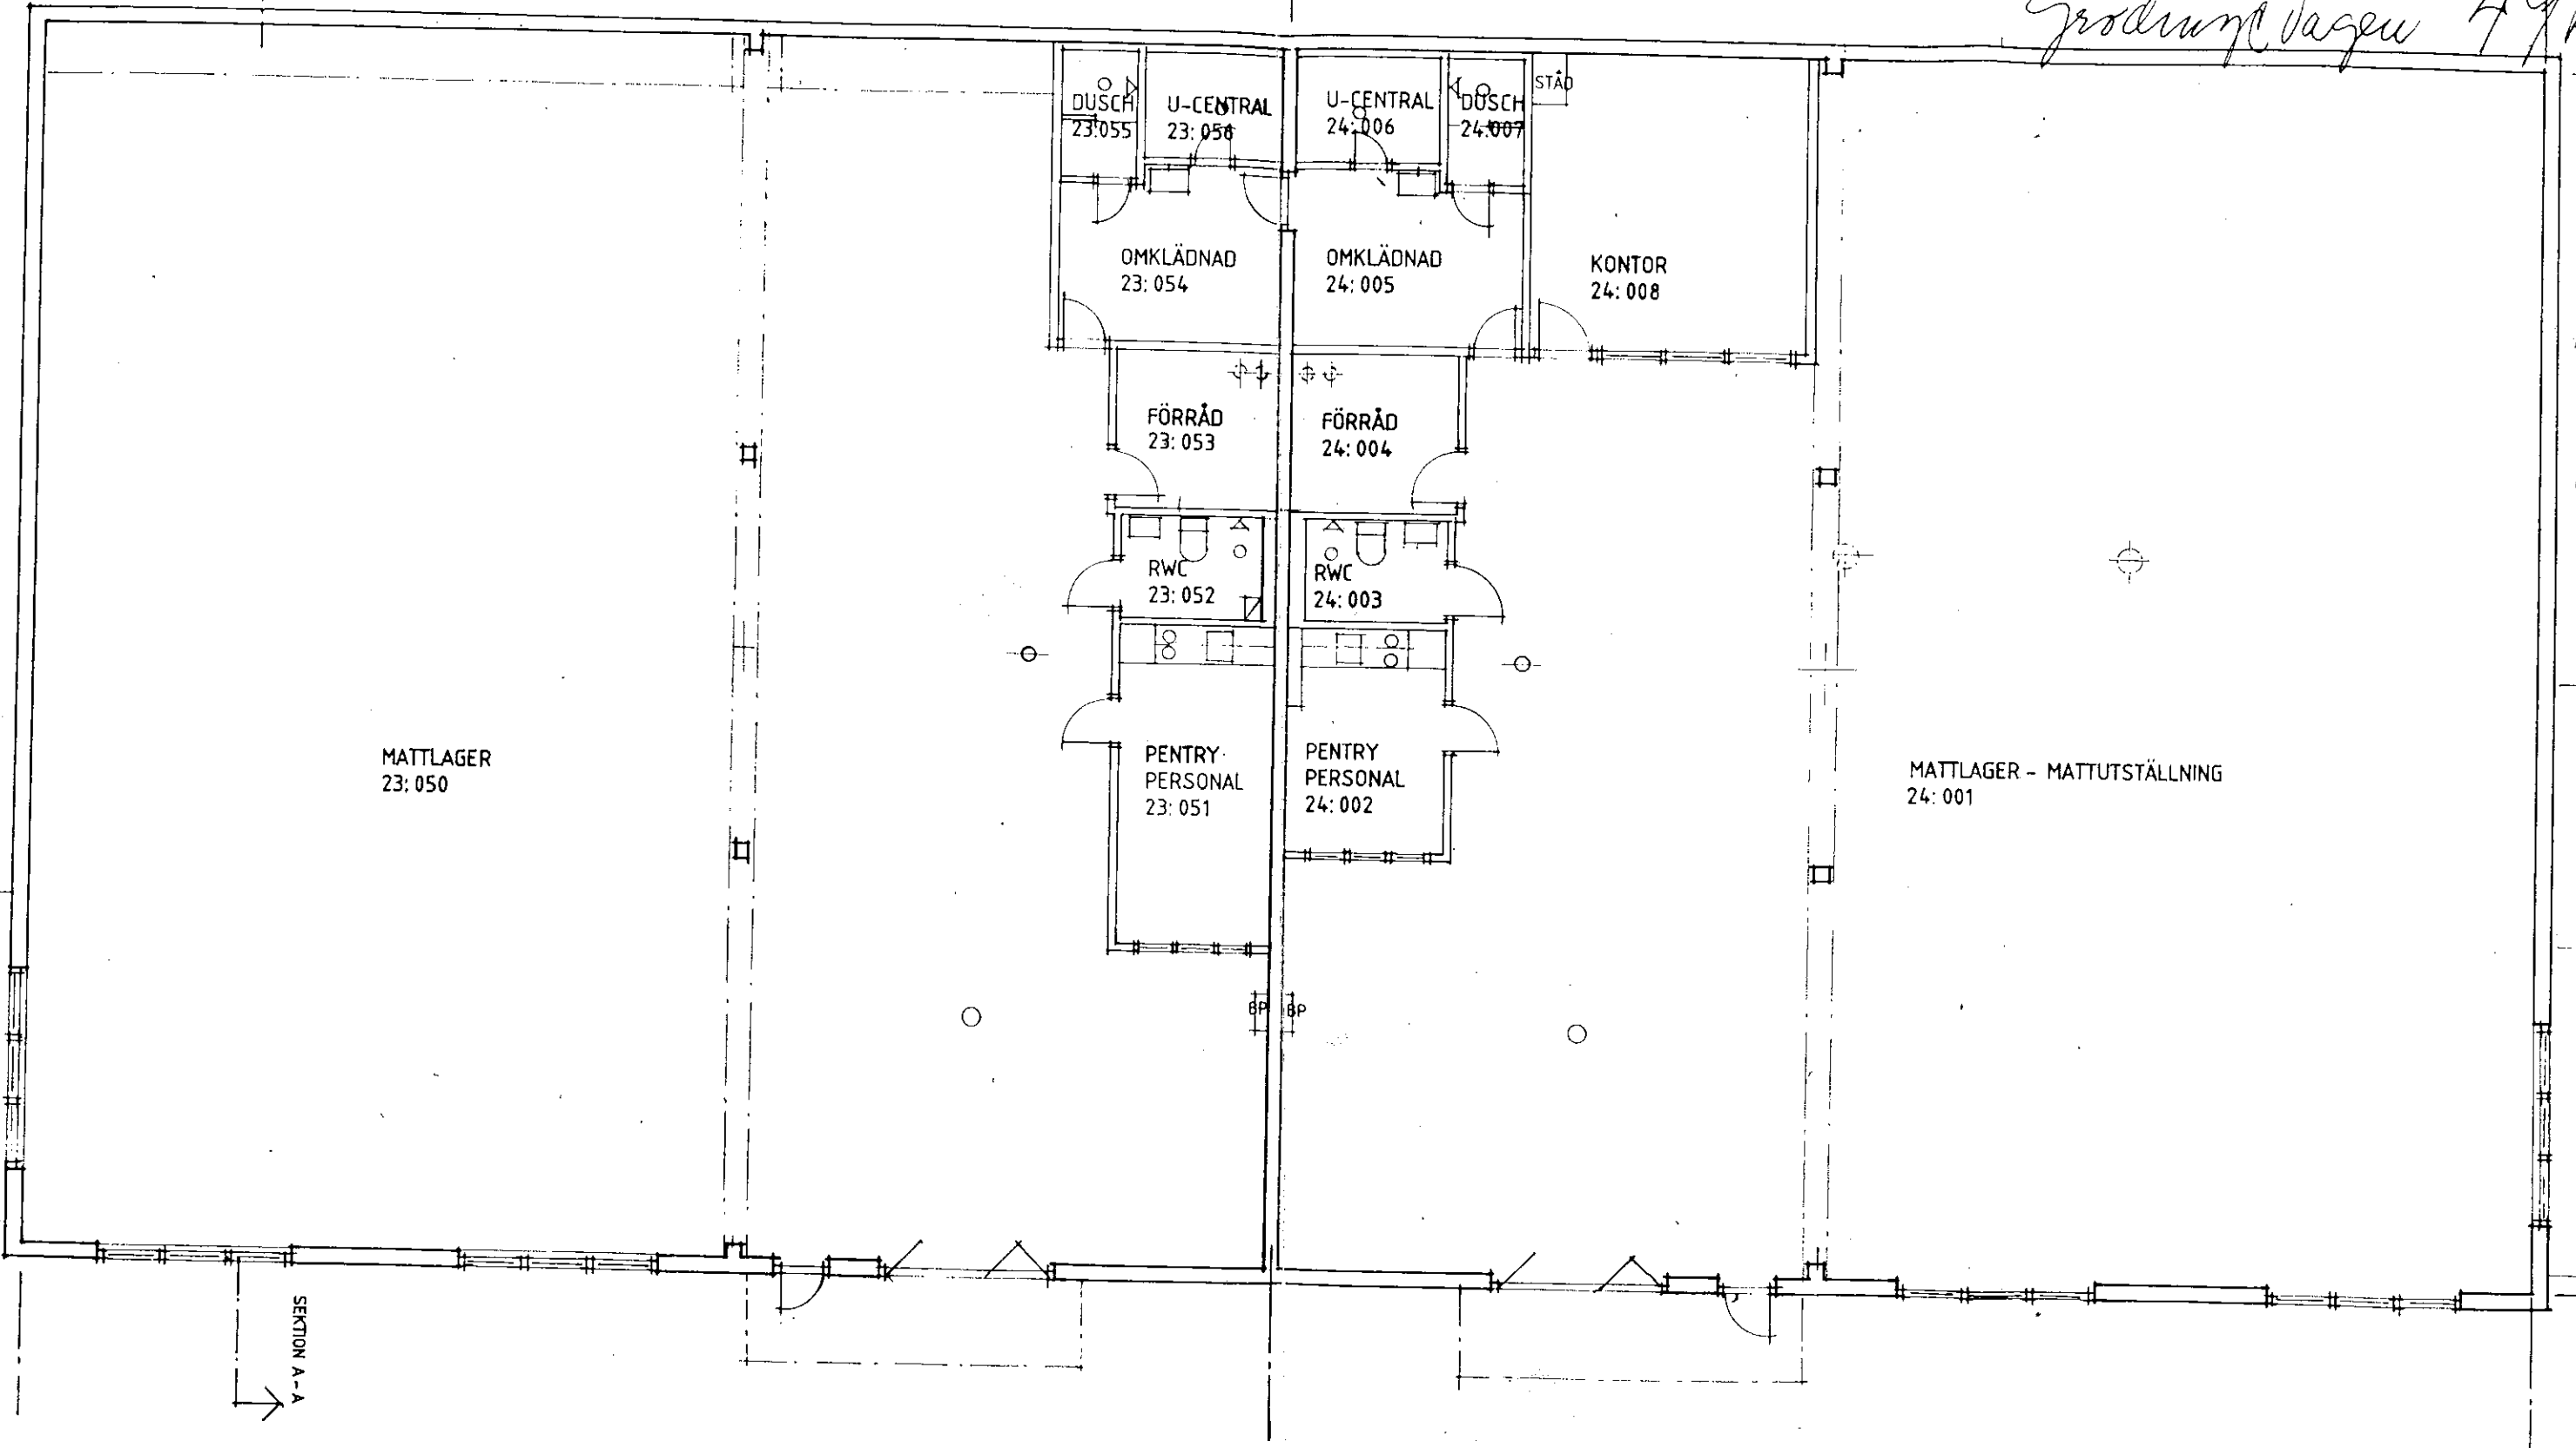 STÄD
DUSCH
23:055
U-CENTRAL
23:056
U-CENTRAL
24:006
DUSCH
24:007
OMKLÄDNAD
23:054
OMKLÄDNAD
24:005
KONTOR
24:008
FÖRRÅD
23:053
FÖRRÅD
24:004
RWC
23:052
RWC
24:003
MATTLAGER
23:050
PENTRY
PERSONAL
23:051
PENTRY
PERSONAL
24:002
MATTLAGER - MATTUTSTÄLLNING
24:001
BP
BP
SEKTION A-A